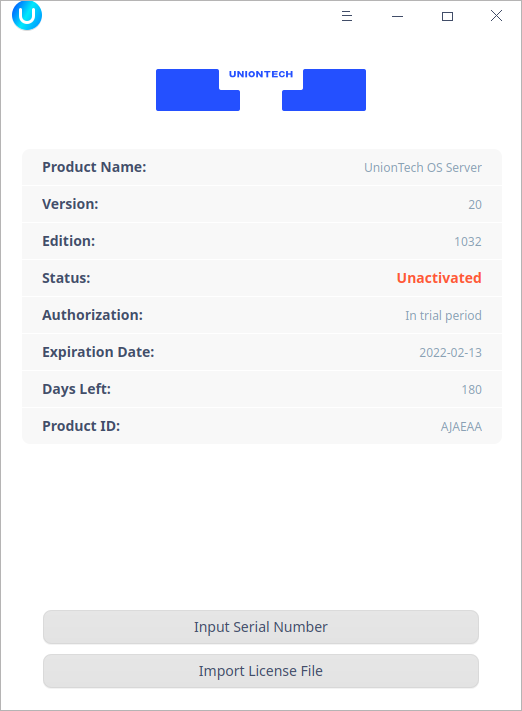 UNIONTECH
Product Name: UnionTech OS Server
Version: 20
Edition: 1032
Status: Unactivated
Authorization: In trial period
Expiration Date: 2022-02-13
Days Left: 180
Product ID: AJAEAA
Input Serial Number
Import License File